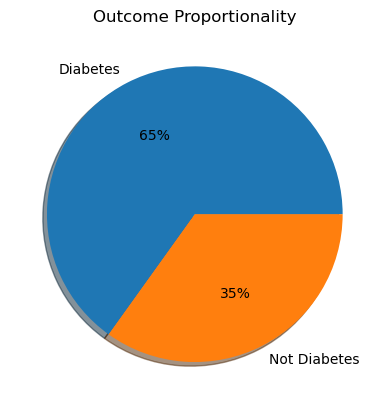 Outcome Proportionality
Diabetes
65%
35%
Not Diabetes